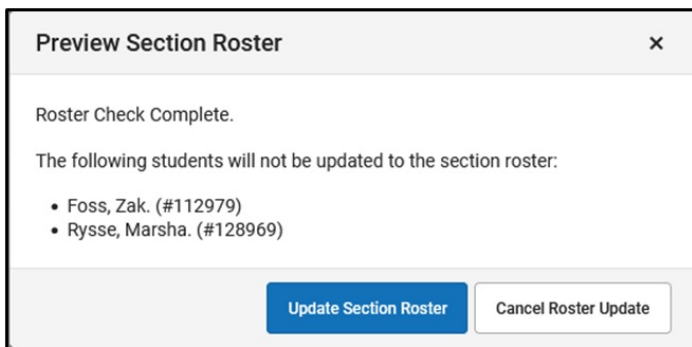 Preview Section Roster ×
Roster Check Complete.
The following students will not be updated to the section roster:
• Foss, Zak. (#112979)
• Rysse, Marsha. (#128969)
Update Section Roster Cancel Roster Update